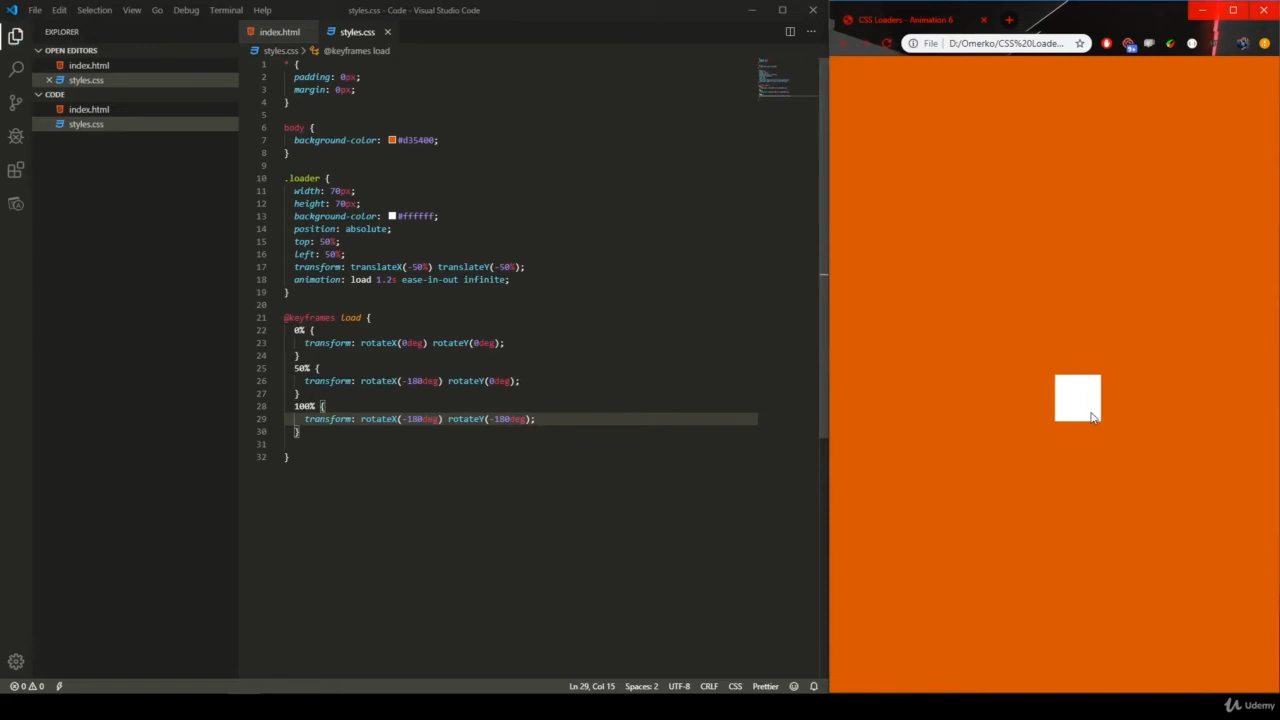 File Edit Selection View Go Debug Terminal Help
styles.css - Code - Visual Studio Code
EXPLORER
OPEN EDITORS
index.html
styles.css
CODE
index.html
styles.css
index.html
styles.css
styles.css > @keyframes load
1 * {
2 padding: 0px;
3 margin: 0px;
4 }
5
6 body {
7 background-color: #d35400;
8 }
9
10 .loader {
11 width: 70px;
12 height: 70px;
13 background-color: #ffffff;
14 position: absolute;
15 top: 50%;
16 left: 50%;
17 transform: translateX(-50%) translateY(-50%);
18 animation: load 1.2s ease-in-out infinite;
19 }
20
21 @keyframes load {
22 0% {
23 transform: rotateX(0deg) rotateY(0deg);
24 }
25 50% {
26 transform: rotateX(-180deg) rotateY(0deg);
27 }
28 100% {
29 transform: rotateX(-180deg) rotateY(-180deg);
30 }
31
32 }
0 0
Ln 29, Col 15 Spaces: 2 UTF-8 CRLF CSS Prettier
CSS Loaders - Animation 6
File D:/Omerko/CSS%20Loade...
Udemy